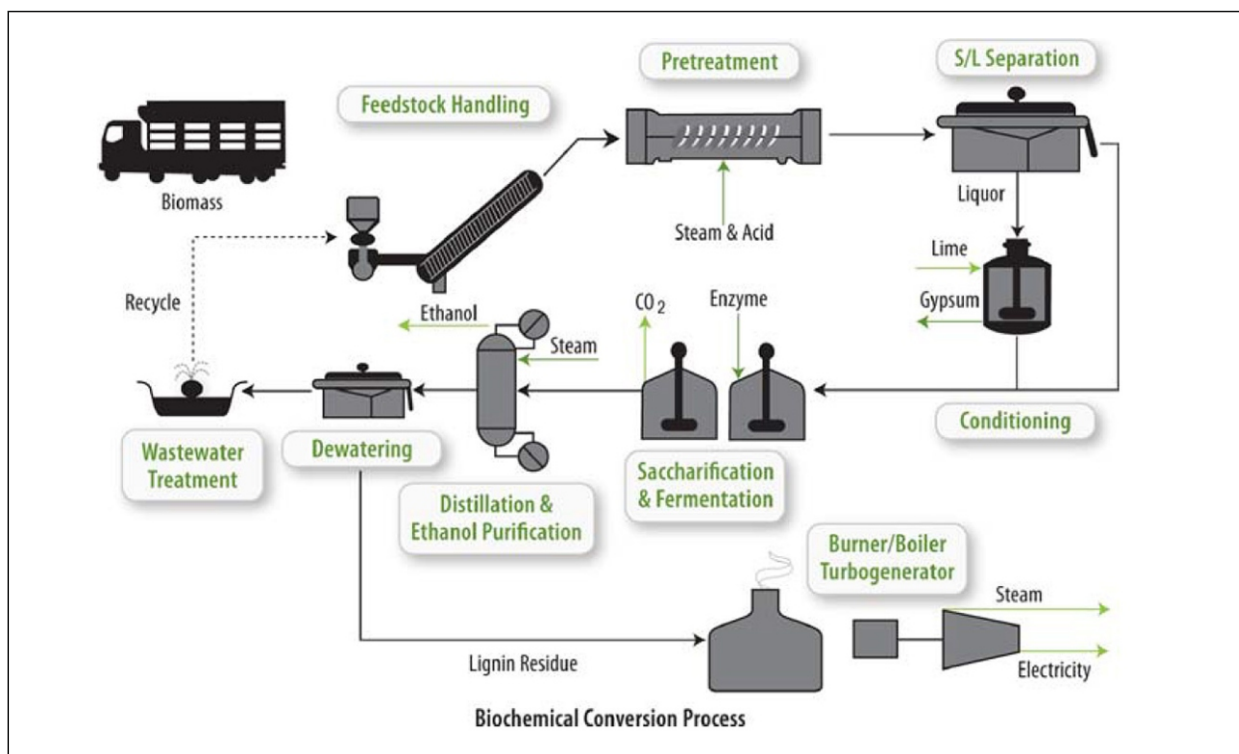 Pretreatment
S/L Separation
Feedstock Handling
Biomass
Steam & Acid
Liquor
Lime
Gypsum
Recycle
Ethanol
Steam
CO2
Enzyme
Conditioning
Wastewater
Treatment
Dewatering
Distillation &
Ethanol Purification
Saccharification
& Fermentation
Burner/Boiler
Turbogenerator
Steam
Electricity
Lignin Residue
Biochemical Conversion Process